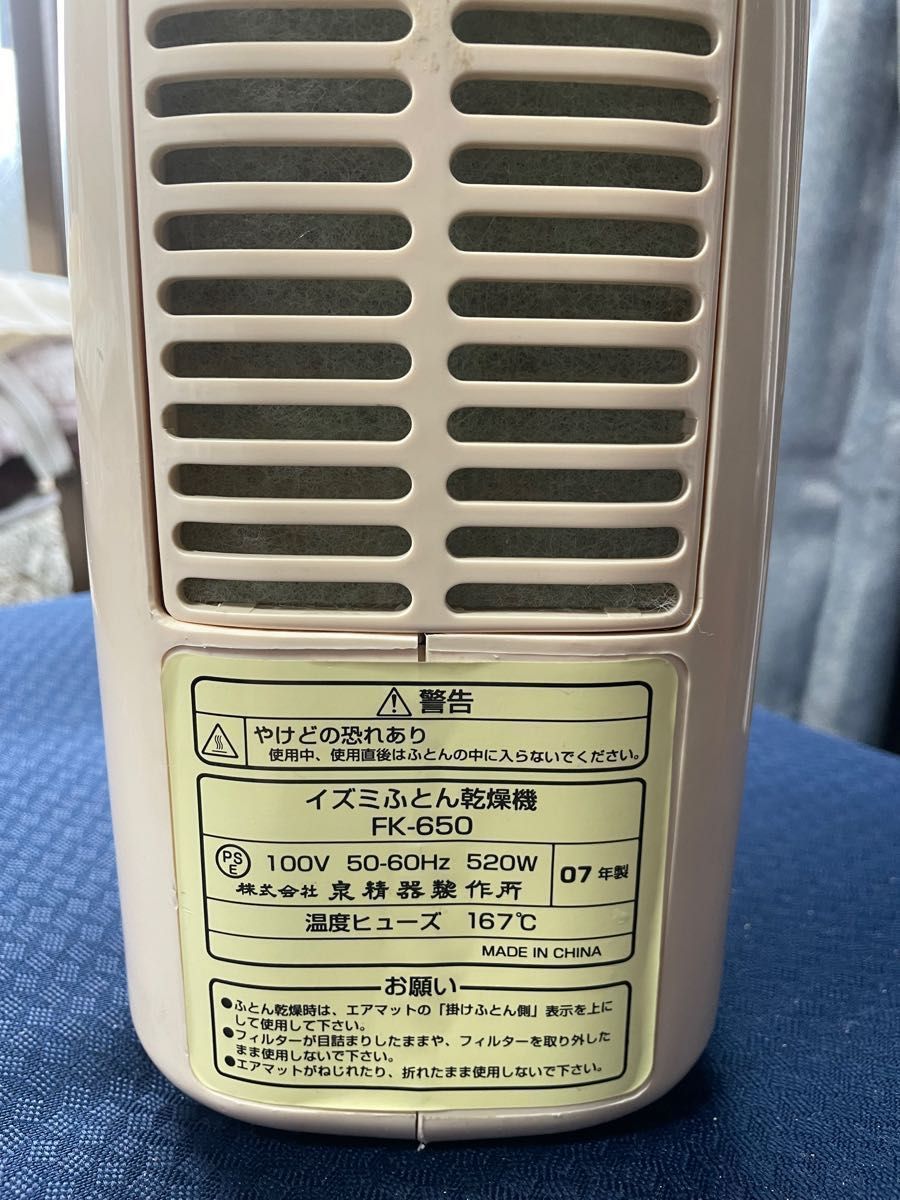 警告
やけどの恐れあり
使用中、使用直後はふとんの中に入らないでください。
イズミふとん乾燥機
FK-650
PSE 100V 50-60Hz 520W
07年製
株式会社 泉精器製作所
温度ヒューズ 167℃
MADE IN CHINA
お願い
●ふとん乾燥時は、エアマットの「掛けふとん側」表示を上に
して使用して下さい。
●フィルターが目詰まりしたままや、フィルターを取り外した
まま使用しないで下さい。
●エアマットがねじれたり、折れたまま使用しないで下さい。